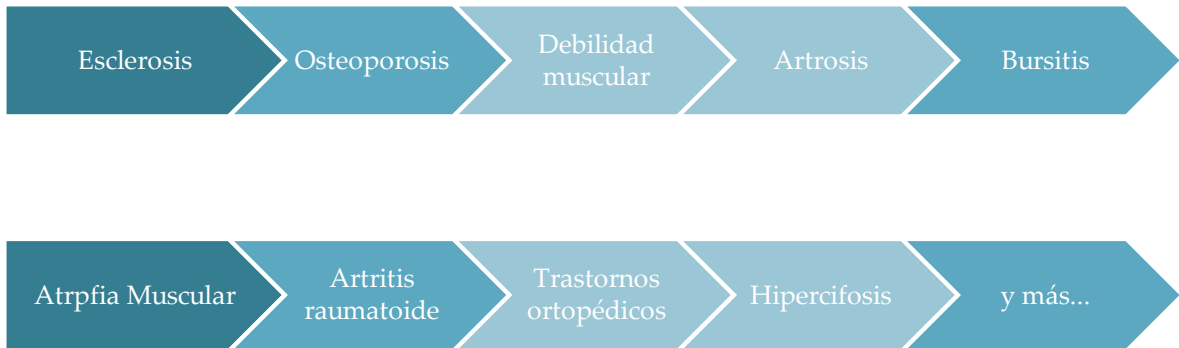 Esclerosis
Osteoporosis
Debilidad
muscular
Artrosis
Bursitis
Atrpfia Muscular
Artritis
raumatoide
Trastornos
ortopédicos
Hipercifosis
y más...